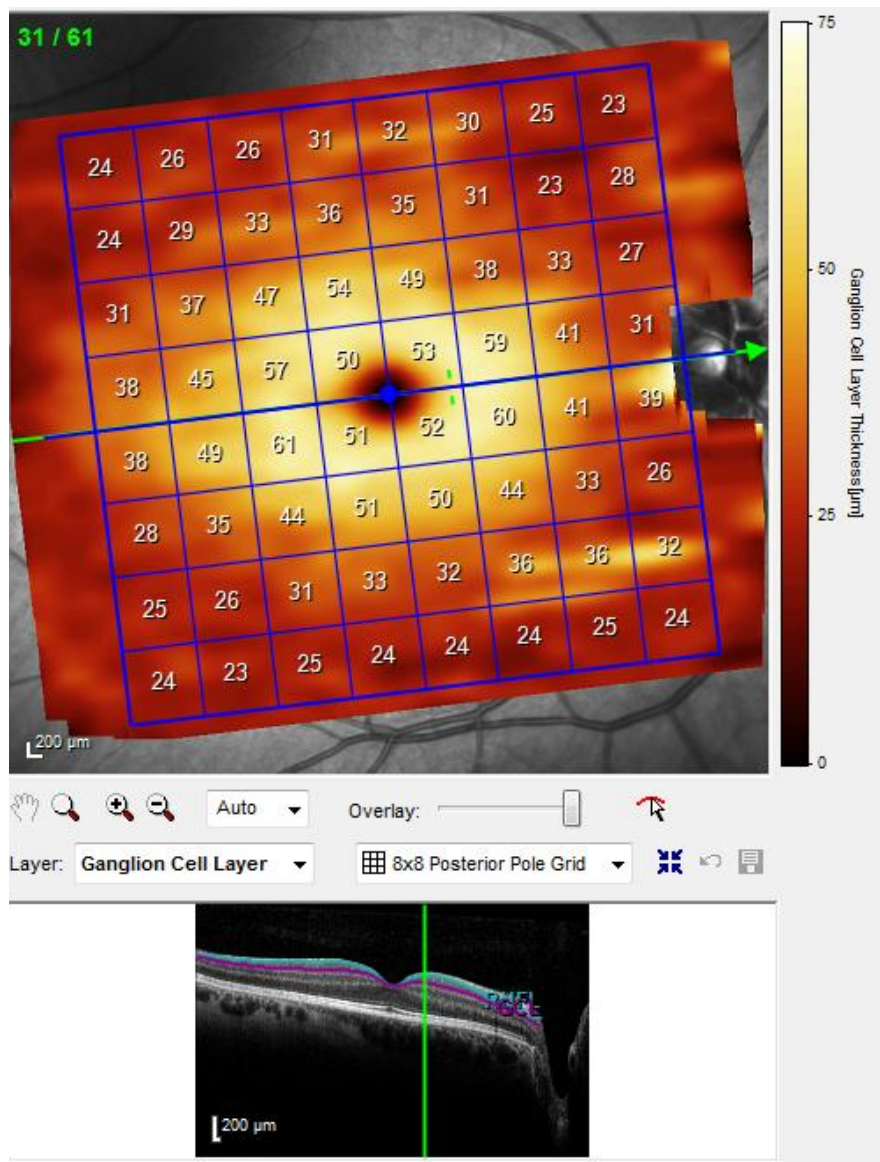 31 / 61
75
24 26 26 31 32 30 25 23
24 29 33 36 35 31 23 28
31 37 47 54 49 38 33 27
50
38 45 57 50 53 59 41 31
38 49 61 51 52 60 41 39
28 35 44 51 50 44 33 26
25
25 26 31 33 32 36 36 32
24 23 25 24 24 24 25 24
200 µm
0
Ganglion Cell Layer Thickness [µm]
Auto
Overlay:
Layer: Ganglion Cell Layer
8x8 Posterior Pole Grid
200 µm